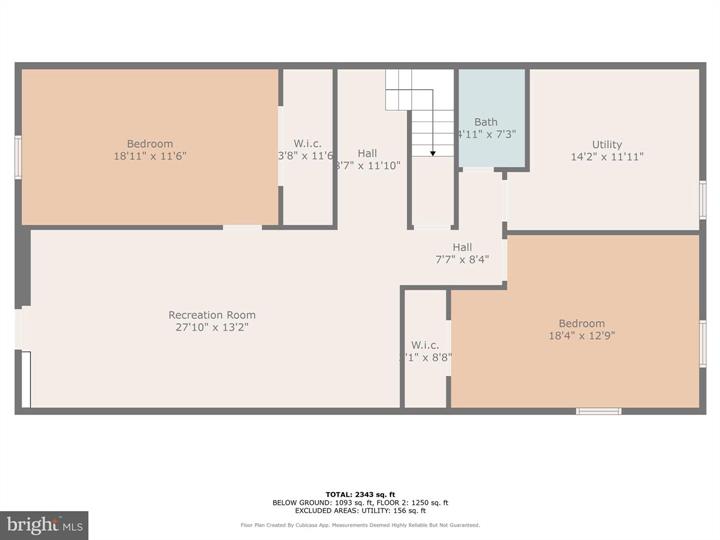 Bedroom
18'11" x 11'6"
W.i.c.
3'8" x 11'6
Hall
3'7" x 11'10"
Bath
4'11" x 7'3"
Utility
14'2" x 11'11"
Hall
7'7" x 8'4"
Recreation Room
27'10" x 13'2"
W.i.c.
'1" x 8'8"
Bedroom
18'4" x 12'9"
TOTAL: 2343 sq. ft
BELOW GROUND: 1093 sq. ft, FLOOR 2: 1250 sq. ft
EXCLUDED AREAS: UTILITY: 156 sq. ft
Floor Plan Created By Cubicasa App. Measurements Deemed Highly Reliable But Not Guaranteed.
bright MLS